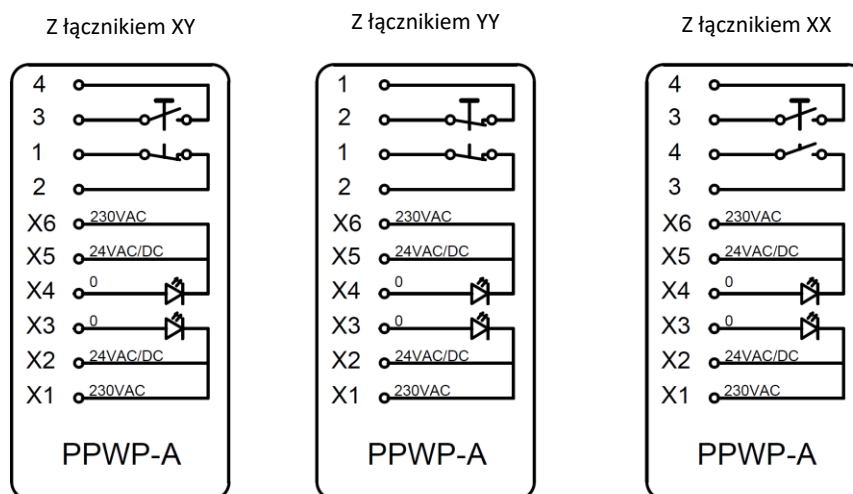 Z łącznikiem XY
4
3
1
2
X6 230VAC
X5 24VAC/DC
X4 0
X3 0
X2 24VAC/DC
X1 230VAC
PPWP-A
Z łącznikiem YY
1
2
1
2
X6 230VAC
X5 24VAC/DC
X4 0
X3 0
X2 24VAC/DC
X1 230VAC
PPWP-A
Z łącznikiem XX
4
3
4
3
X6 230VAC
X5 24VAC/DC
X4 0
X3 0
X2 24VAC/DC
X1 230VAC
PPWP-A